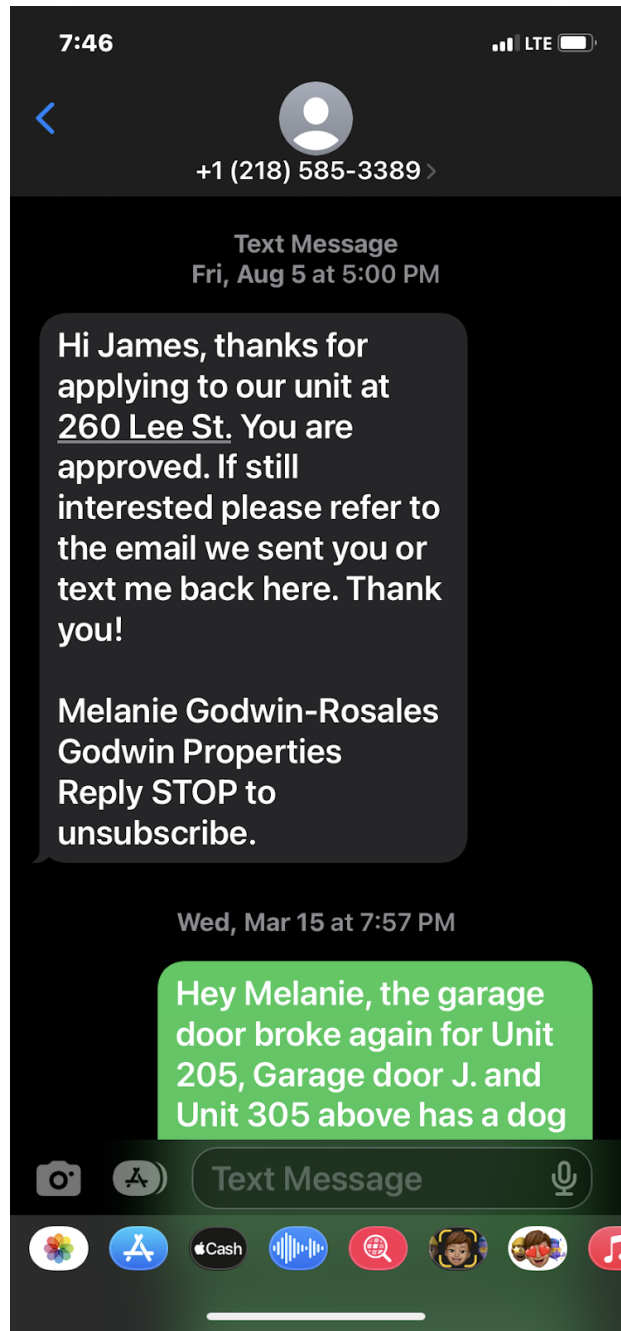 7:46
LTE
+1 (218) 585-3389
Text Message
Fri, Aug 5 at 5:00 PM
Hi James, thanks for
applying to our unit at
260 Lee St. You are
approved. If still
interested please refer to
the email we sent you or
text me back here. Thank
you!
Melanie Godwin-Rosales
Godwin Properties
Reply STOP to
unsubscribe.
Wed, Mar 15 at 7:57 PM
Hey Melanie, the garage
door broke again for Unit
205, Garage door J. and
Unit 305 above has a dog
Text Message
Cash